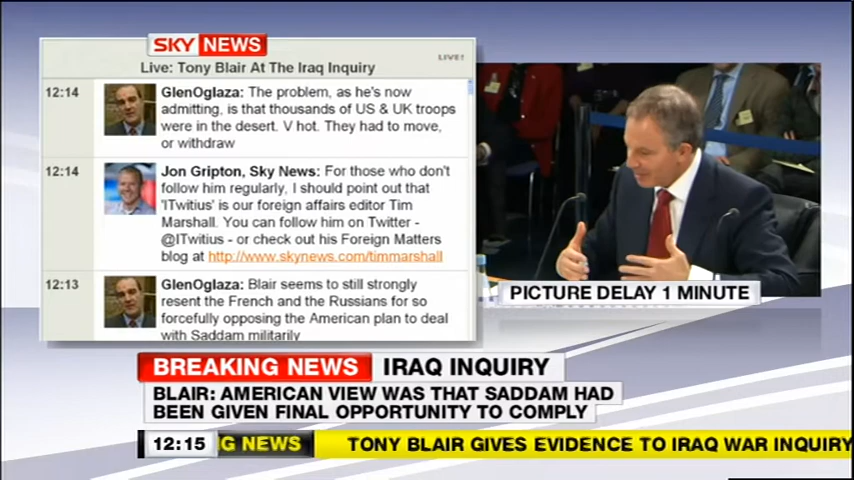 SKY NEWS
LIVE!
Live: Tony Blair At The Iraq Inquiry
12:14
GlenOglaza: The problem, as he's now
admitting, is that thousands of US & UK troops
were in the desert. V hot. They had to move,
or withdraw
12:14
Jon Gripton, Sky News: For those who don't
follow him regularly, I should point out that
'ITwitius' is our foreign affairs editor Tim
Marshall. You can follow him on Twitter -
@ITwitius - or check out his Foreign Matters
blog at http://www.skynews.com/timmarshall
12:13
GlenOglaza: Blair seems to still strongly
resent the French and the Russians for so
forcefully opposing the American plan to deal
with Saddam militarily
PICTURE DELAY 1 MINUTE
BREAKING NEWS IRAQ INQUIRY
BLAIR: AMERICAN VIEW WAS THAT SADDAM HAD
BEEN GIVEN FINAL OPPORTUNITY TO COMPLY
12:15 G NEWS TONY BLAIR GIVES EVIDENCE TO IRAQ WAR INQUIRY